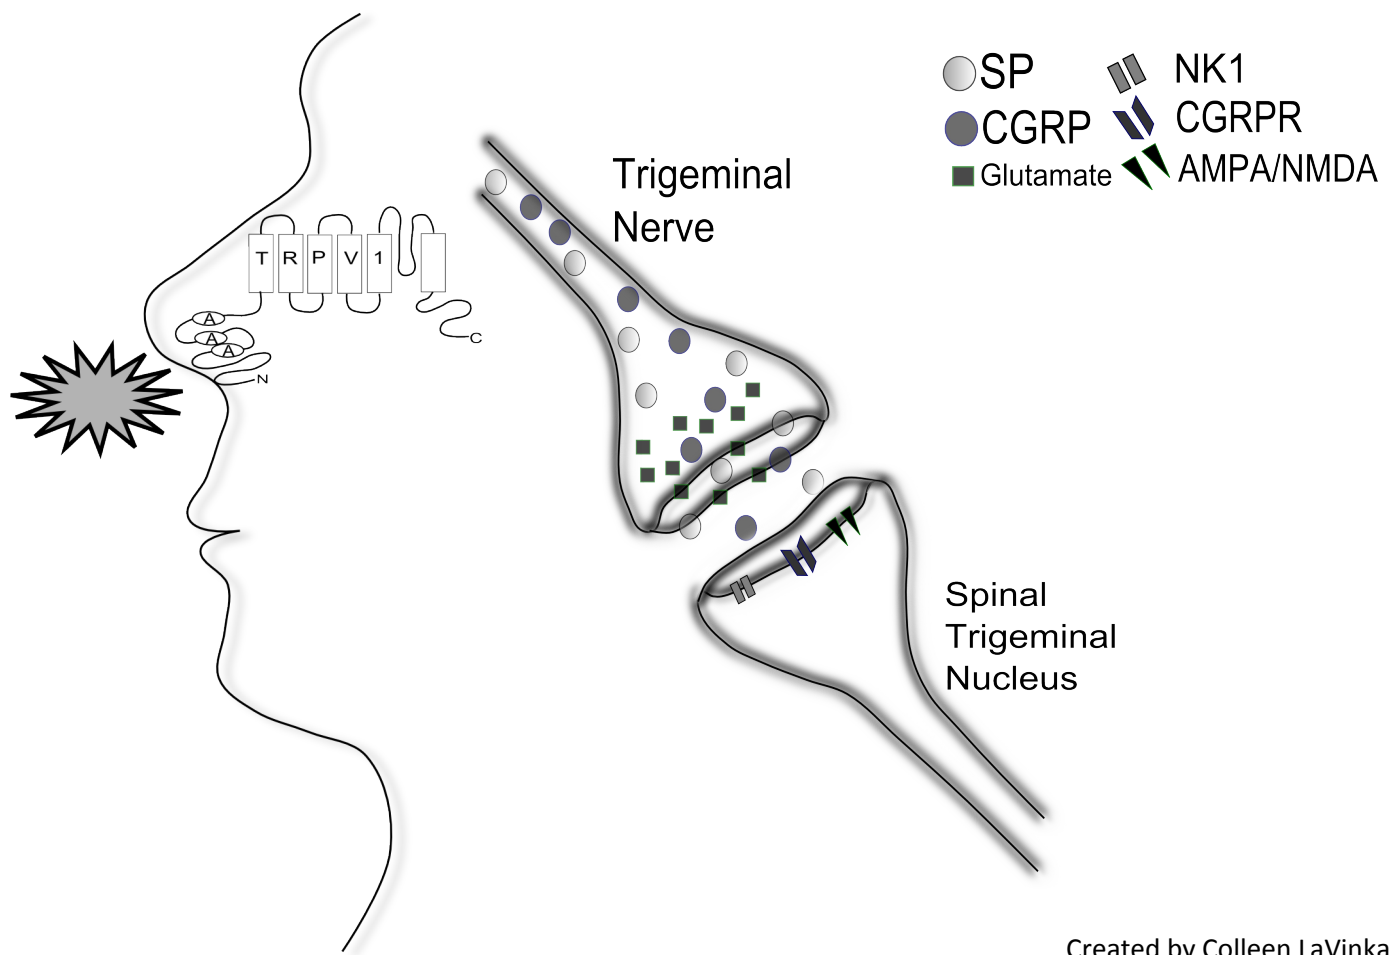 SP
NK1
CGRP
CGRPR
Glutamate
AMPA/NMDA
Trigeminal
Nerve
T R P V 1
A
A
A
C
N
Spinal
Trigeminal
Nucleus
Created by Colleen LaVinka